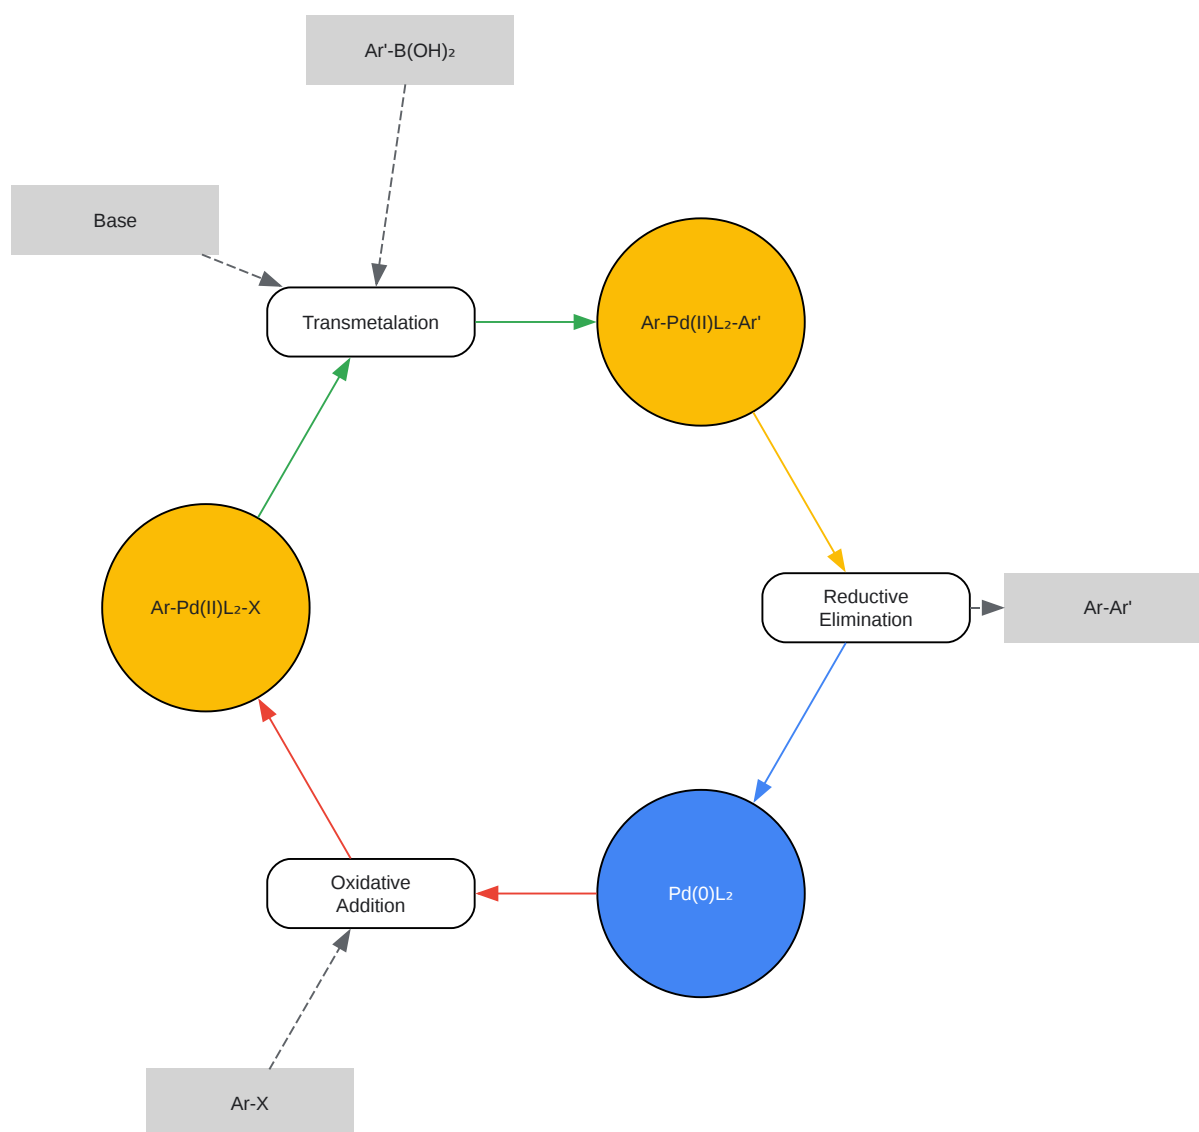 Ar'-B(OH)₂
Base
Transmetalation
Ar-Pd(II)L₂-Ar'
Ar-Pd(II)L₂-X
Reductive
Elimination
Ar-Ar'
Oxidative
Addition
Pd(0)L₂
Ar-X